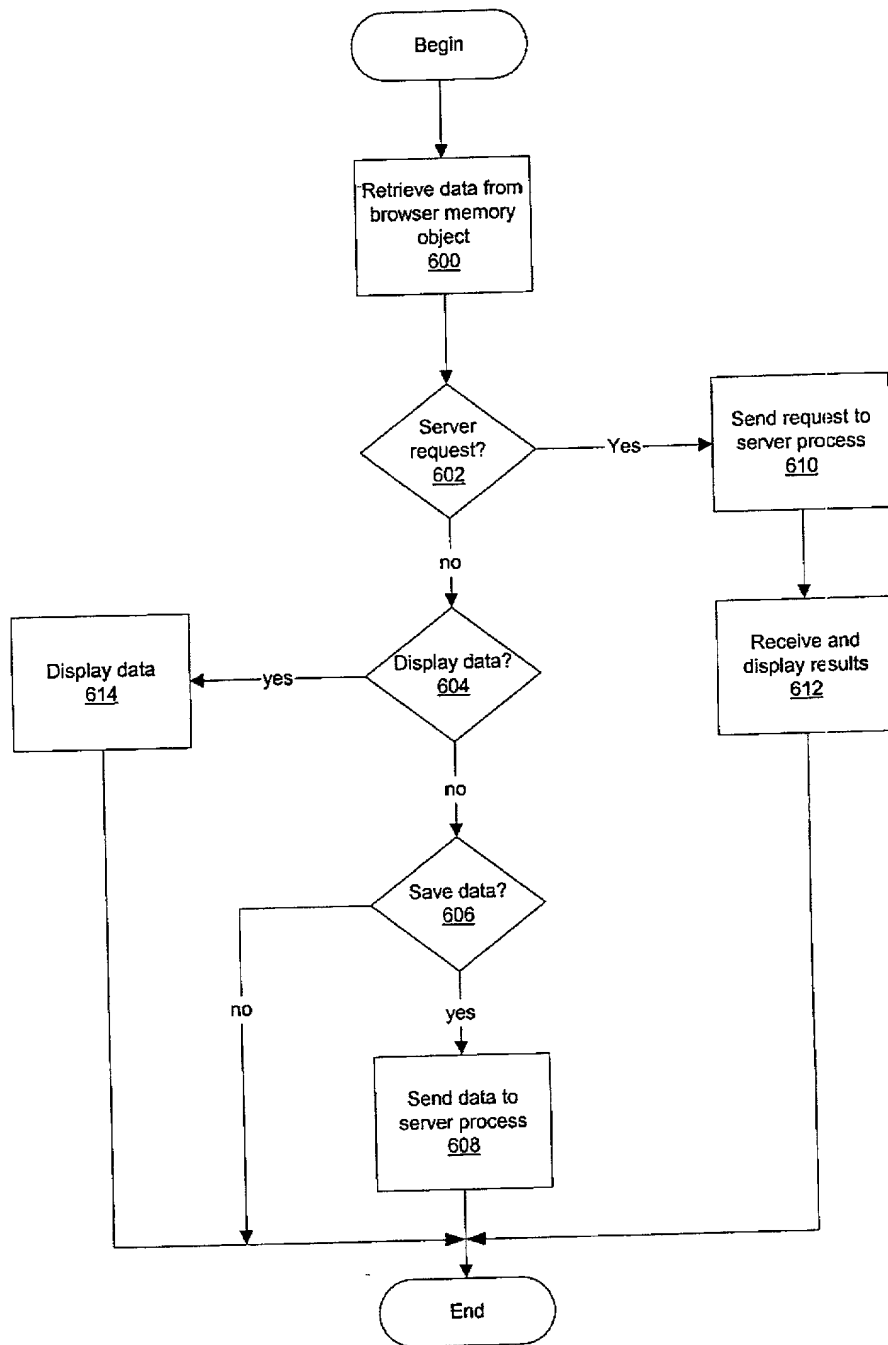 Begin
Retrieve data from
browser memory
object
600
Server
request?
602
Yes
Send request to
server process
610
no
Receive and
display results
612
Display data?
604
yes
Display data
614
no
Save data?
606
no
yes
Send data to
server process
608
End